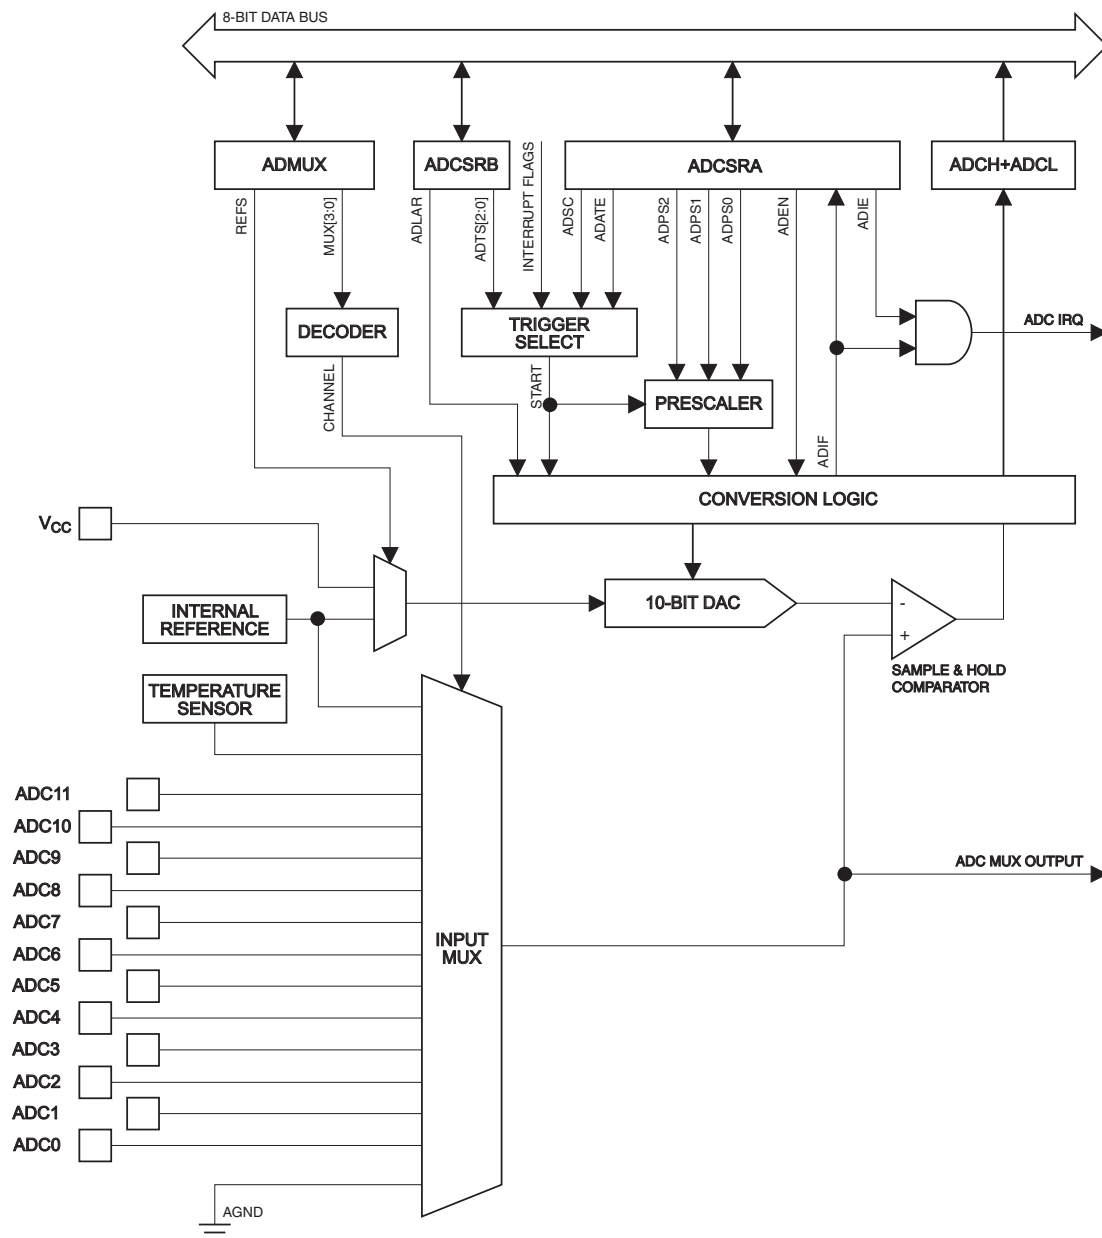 8-BIT DATA BUS
ADMUX
ADCSRB
ADCSRA
ADCH+ADCL
REFS
MUX[3:0]
ADLAR
ADTS[2:0]
INTERRUPT FLAGS
ADSC
ADATE
ADPS2
ADPS1
ADPS0
ADEN
ADIE
DECODER
TRIGGER
SELECT
ADC IRQ
CHANNEL
START
PRESCALER
ADIF
CONVERSION LOGIC
VCC
INTERNAL
REFERENCE
10-BIT DAC
-
+
SAMPLE & HOLD
COMPARATOR
TEMPERATURE
SENSOR
ADC11
ADC10
ADC9
ADC8
ADC7
ADC6
ADC5
ADC4
ADC3
ADC2
ADC1
ADC0
INPUT
MUX
ADC MUX OUTPUT
AGND